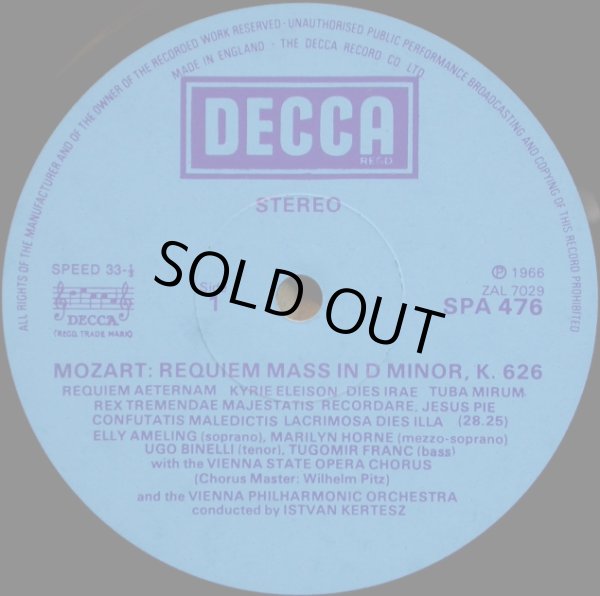 ALL RIGHTS OF THE MANUFACTURER AND OF THE OWNER OF THE RECORDED WORK RESERVED · UNAUTHORISED PUBLIC PERFORMANCE BROADCASTING AND COPYING OF THIS RECORD PROHIBITED
MADE IN ENGLAND · THE DECCA RECORD CO LTD
DECCA
REGD
STEREO
SPEED 33-⅓
DECCA
(REGD. TRADE MARK)
1
℗ 1966
ZAL 7029
SPA 476
SOLD OUT
MOZART: REQUIEM MASS IN D MINOR, K. 626
REQUIEM AETERNAM KYRIE ELEISON DIES IRAE TUBA MIRUM
REX TREMENDAE MAJESTATIS RECORDARE, JESUS PIE
CONFUTATIS MALEDICTIS LACRIMOSA DIES ILLA (28.25)
ELLY AMELING (soprano), MARILYN HORNE (mezzo-soprano)
UGO BINELLI (tenor), TUGOMIR FRANC (bass)
with the VIENNA STATE OPERA CHORUS
(Chorus Master: Wilhelm Pitz)
and the VIENNA PHILHARMONIC ORCHESTRA
conducted by ISTVAN KERTESZ